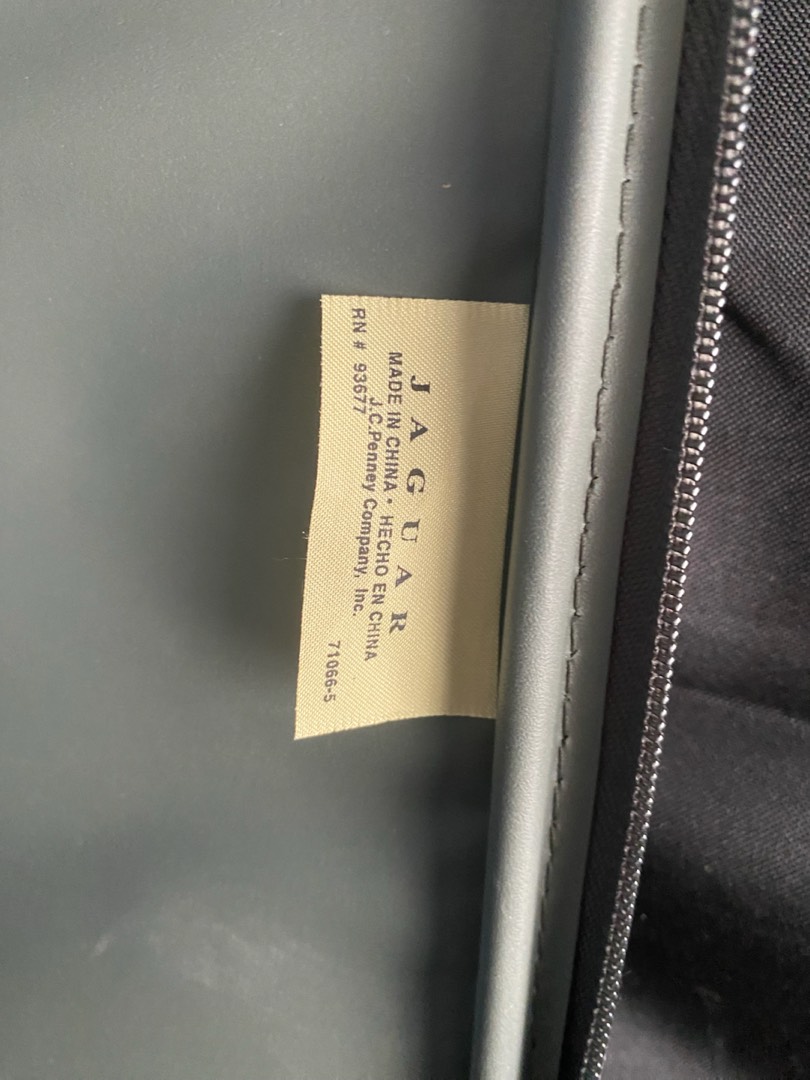 JAGUAR
MADE IN CHINA • HECHO EN CHINA
J.C.Penney Company, Inc.
RN # 93677
71066-5